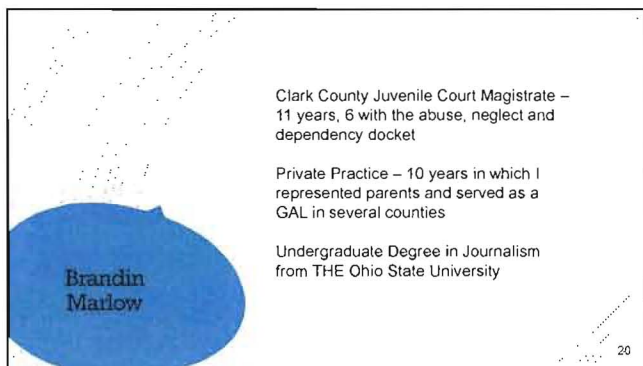 Clark County Juvenile Court Magistrate –
11 years, 6 with the abuse, neglect and
dependency docket
Private Practice – 10 years in which I
represented parents and served as a
GAL in several counties
Undergraduate Degree in Journalism
from THE Ohio State University
Brandin
Marlow
20